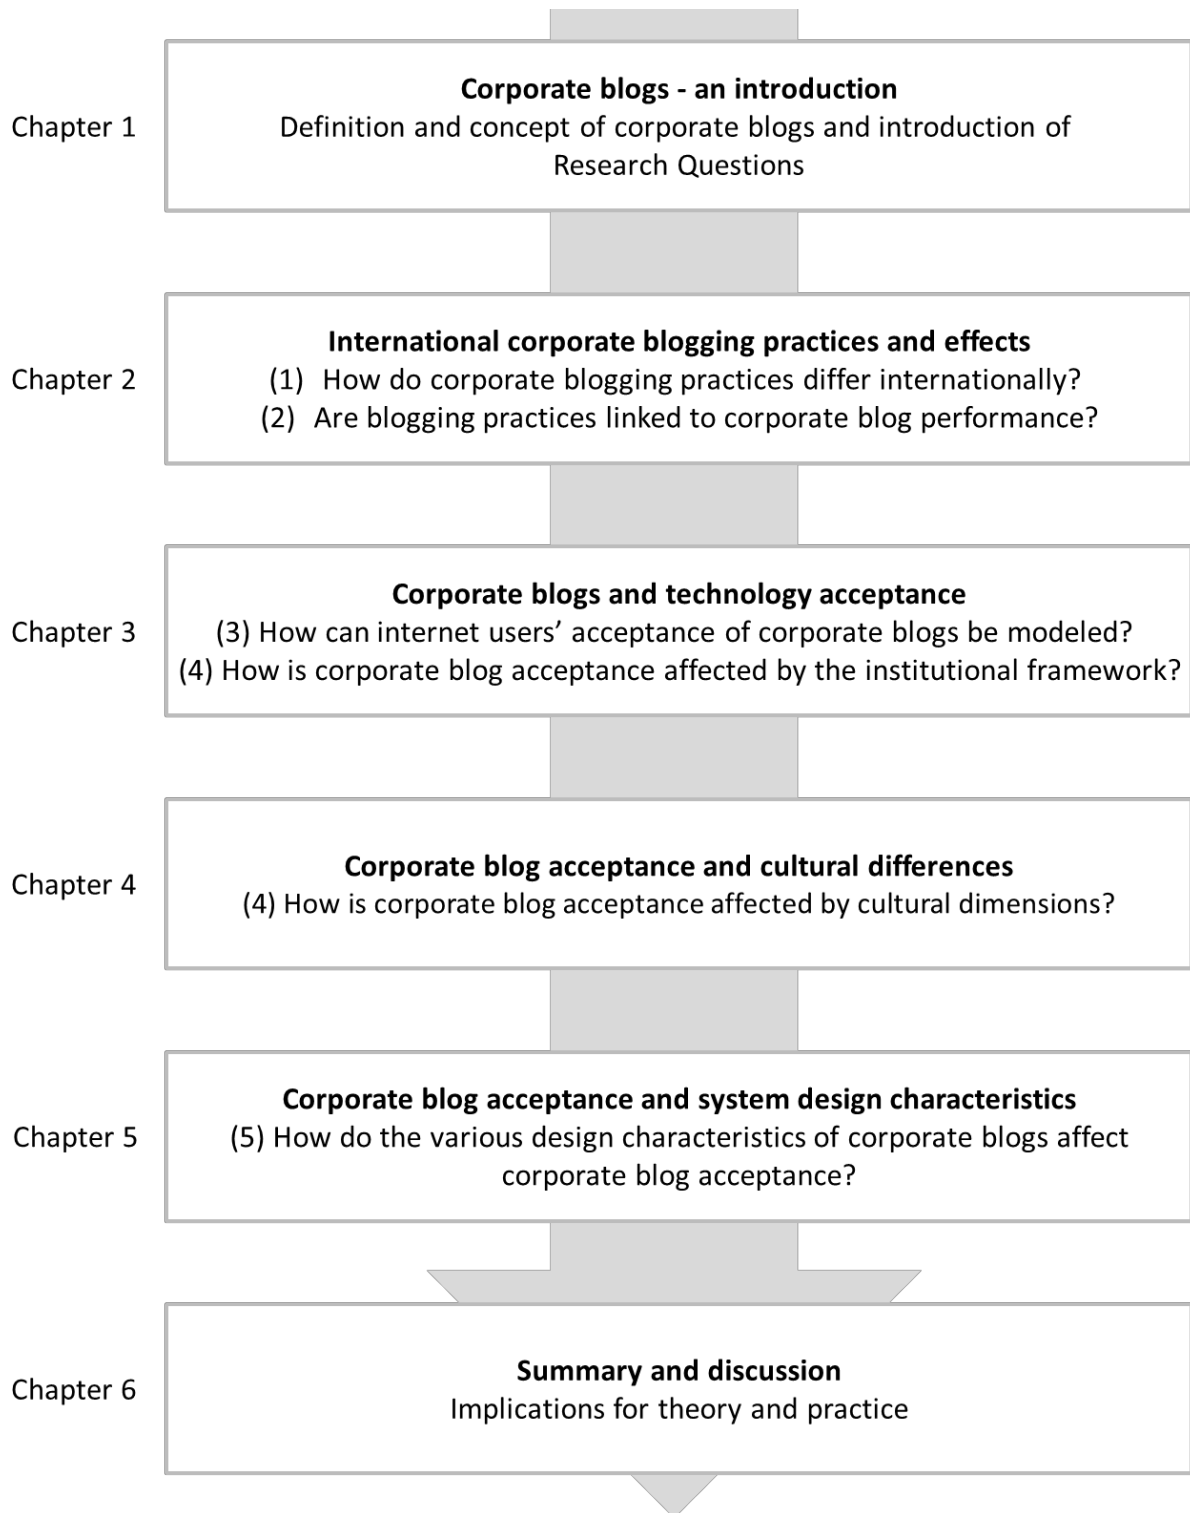 Chapter 1
Corporate blogs - an introduction
Definition and concept of corporate blogs and introduction of
Research Questions
Chapter 2
International corporate blogging practices and effects
(1) How do corporate blogging practices differ internationally?
(2) Are blogging practices linked to corporate blog performance?
Chapter 3
Corporate blogs and technology acceptance
(3) How can internet users’ acceptance of corporate blogs be modeled?
(4) How is corporate blog acceptance affected by the institutional framework?
Chapter 4
Corporate blog acceptance and cultural differences
(4) How is corporate blog acceptance affected by cultural dimensions?
Chapter 5
Corporate blog acceptance and system design characteristics
(5) How do the various design characteristics of corporate blogs affect
corporate blog acceptance?
Chapter 6
Summary and discussion
Implications for theory and practice